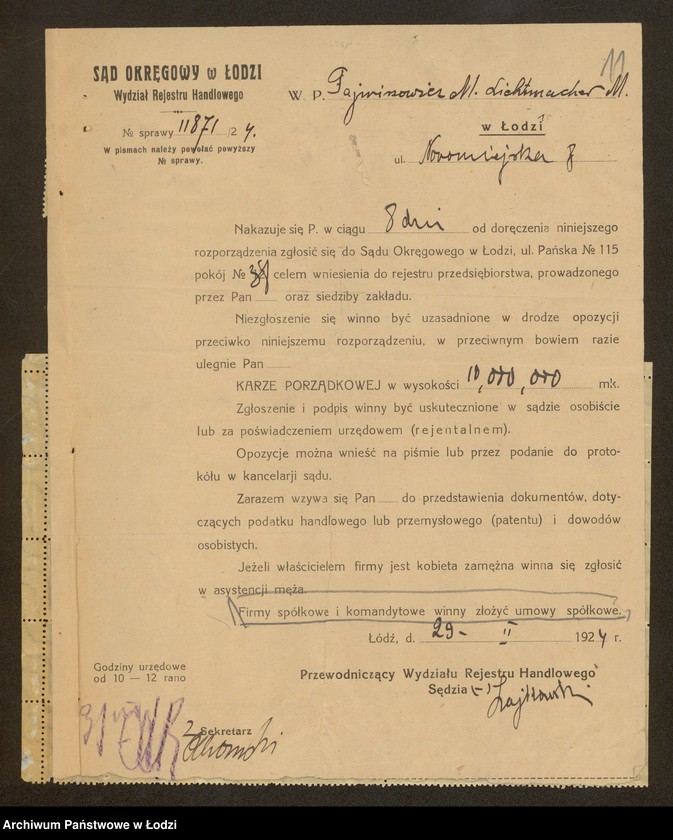 11
SĄD OKRĘGOWY w ŁODZI
Wydział Rejestru Handlowego
№ sprawy 11871/24.
W pismach należy powołać powyższy
№ sprawy.
W P. Fajwisowicz M. Lichtmacher M.
w Łodzi
ul. Nowomiejska 8
Nakazuje się P. w ciągu 8 dni od doręczenia niniejszego
rozporządzenia zgłosić się do Sądu Okręgowego w Łodzi, ul. Pańska № 115
pokój № celem wniesienia do rejestru przedsiębiorstwa, prowadzonego
przez Pan oraz siedziby zakładu.
Niezgłoszenie się winno być uzasadnione w drodze opozycji
przeciwko niniejszemu rozporządzeniu, w przeciwnym bowiem razie
ulegnie Pan
KARZE PORZĄDKOWEJ w wysokości 10,000,000 mk.
Zgłoszenie i podpis winny być uskutecznione w sądzie osobiście
lub za poświadczeniem urzędowem (rejentalnem).
Opozycje można wnieść na piśmie lub przez podanie do proto-
kółu w kancelarji sądu.
Zarazem wzywa się Pan do przedstawienia dokumentów, doty-
czących podatku handlowego lub przemysłowego (patentu) i dowodów
osobistych.
Jeżeli właścicielem firmy jest kobieta zamężna winna się zgłosić
w asystencji męża.
Firmy spółkowe i komandytowe winny złożyć umowy spółkowe.
Łódź, d. 29- II 1924 r.
Godziny urzędowe
od 10 — 12 rano
Przewodniczący Wydziału Rejestru Handlowego
Sędzia (-)
Sekretarz
Archiwum Państwowe w Łodzi